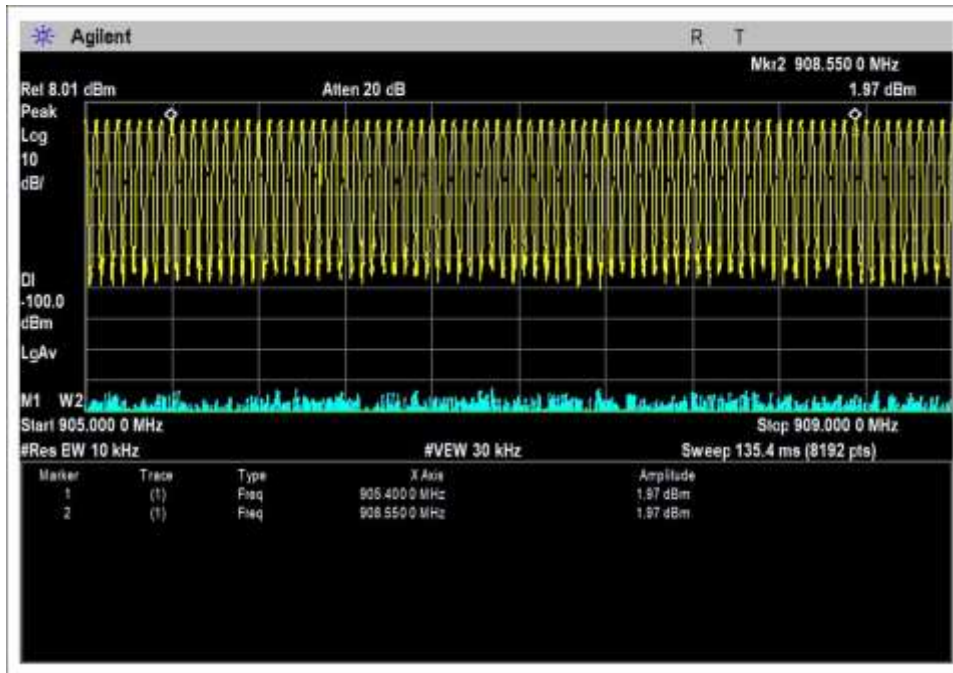 Agilent
R T
Mkr2 908.550 0 MHz
Ref 8.01 dBm Atten 20 dB 1.97 dBm
Peak
Log
10
dB/
DI
-100.0
dBm
LgAv
M1 W2
Start 905.000 0 MHz Stop 909.000 0 MHz
#Res BW 10 kHz #VBW 30 kHz Sweep 135.4 ms (8192 pts)
Marker Trace Type X Axis Amplitude
1 (1) Freq 905.400 0 MHz 1.97 dBm
2 (1) Freq 908.550 0 MHz 1.97 dBm